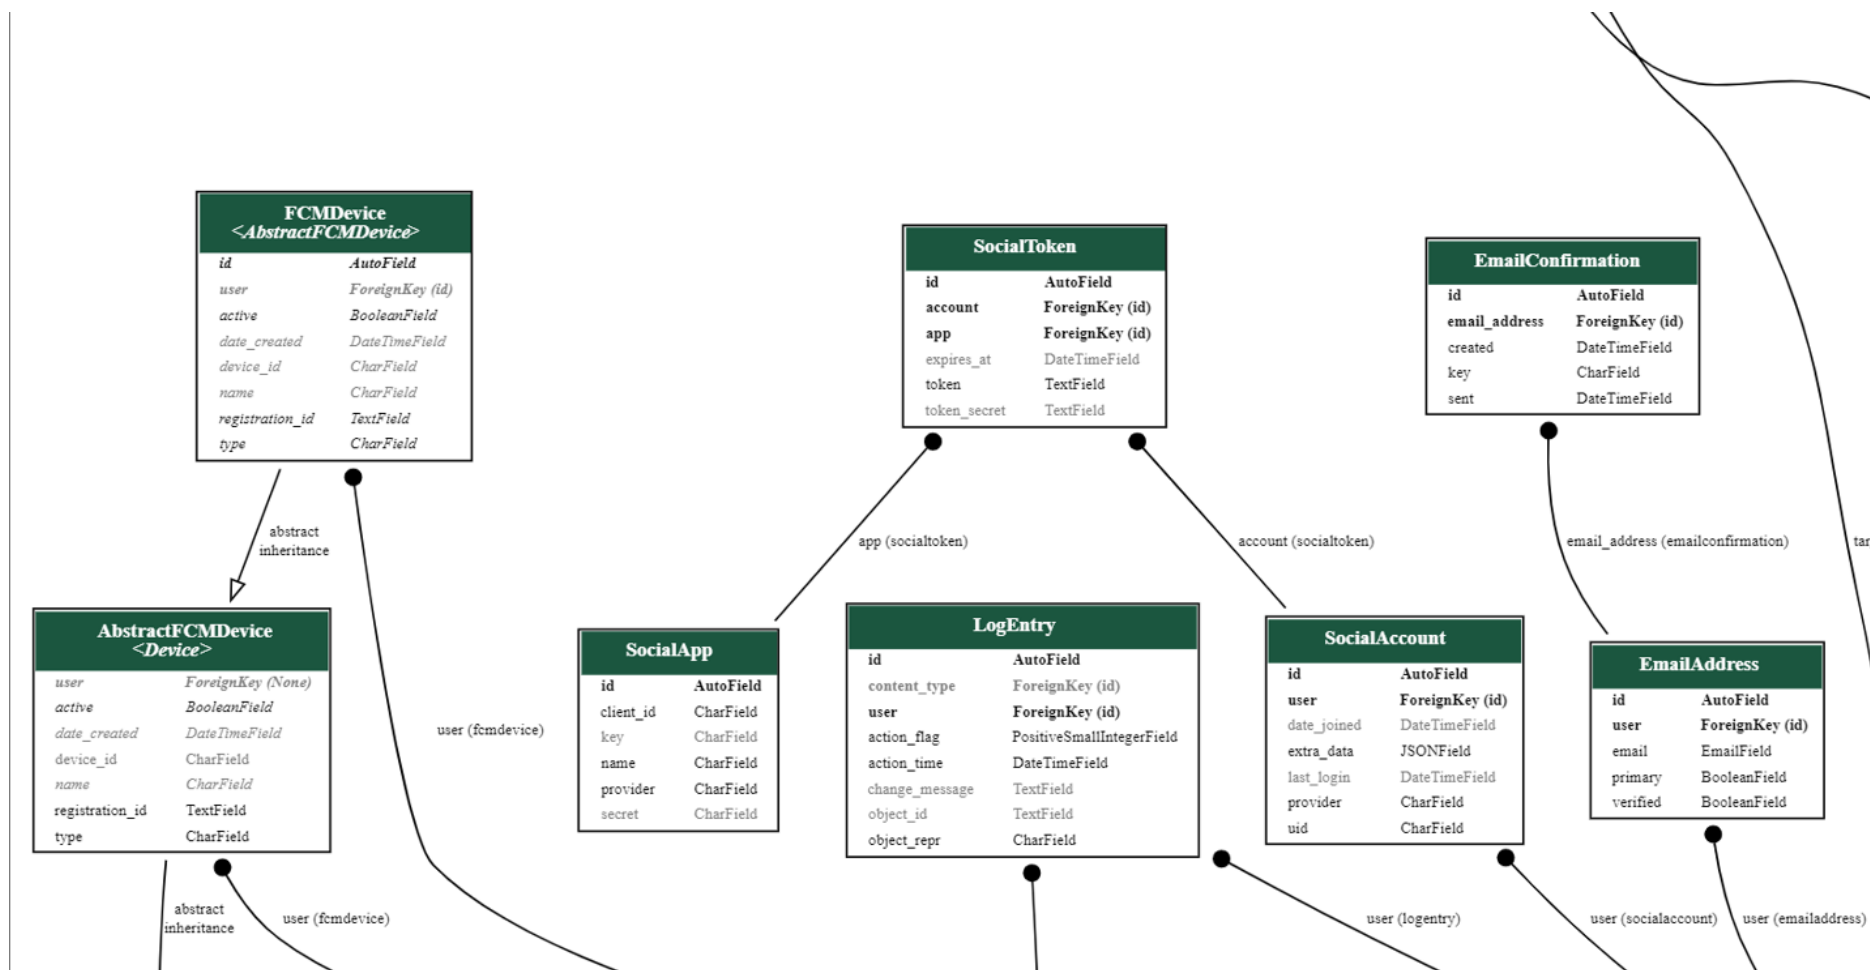 FCMDevice
<AbstractFCMDevice>
id AutoField
user ForeignKey (id)
active BooleanField
date_created DateTimeField
device_id CharField
name CharField
registration_id TextField
type CharField
SocialToken
id AutoField
account ForeignKey (id)
app ForeignKey (id)
expires_at DateTimeField
token TextField
token_secret TextField
EmailConfirmation
id AutoField
email_address ForeignKey (id)
created DateTimeField
key CharField
sent DateTimeField
abstract
inheritance
app (socialtoken)
account (socialtoken)
email_address (emailconfirmation)
AbstractFCMDevice
<Device>
user ForeignKey (None)
active BooleanField
date_created DateTimeField
device_id CharField
name CharField
registration_id TextField
type CharField
user (fcmdevice)
SocialApp
id AutoField
client_id CharField
key CharField
name CharField
provider CharField
secret CharField
LogEntry
id AutoField
content_type ForeignKey (id)
user ForeignKey (id)
action_flag PositiveSmallIntegerField
action_time DateTimeField
change_message TextField
object_id TextField
object_repr CharField
SocialAccount
id AutoField
user ForeignKey (id)
date_joined DateTimeField
extra_data JSONField
last_login DateTimeField
provider CharField
uid CharField
EmailAddress
id AutoField
user ForeignKey (id)
email EmailField
primary BooleanField
verified BooleanField
abstract
inheritance
user (fcmdevice)
user (logentry)
user (socialaccount)
user (emailaddress)